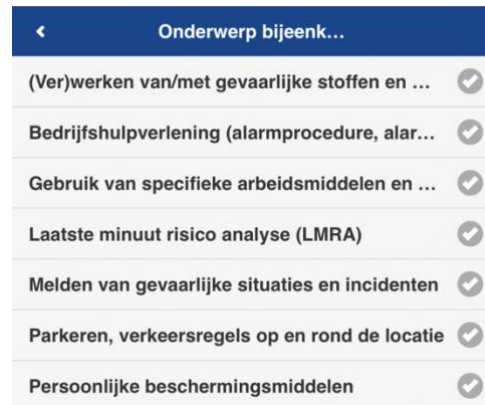 Onderwerp bijeenk...
(Ver)werken van/met gevaarlijke stoffen en ...
Bedrijfshulpverlening (alarmprocedure, alar...
Gebruik van specifieke arbeidsmiddelen en ...
Laatste minuut risico analyse (LMRA)
Melden van gevaarlijke situaties en incidenten
Parkeren, verkeersregels op en rond de locatie
Persoonlijke beschermingsmiddelen